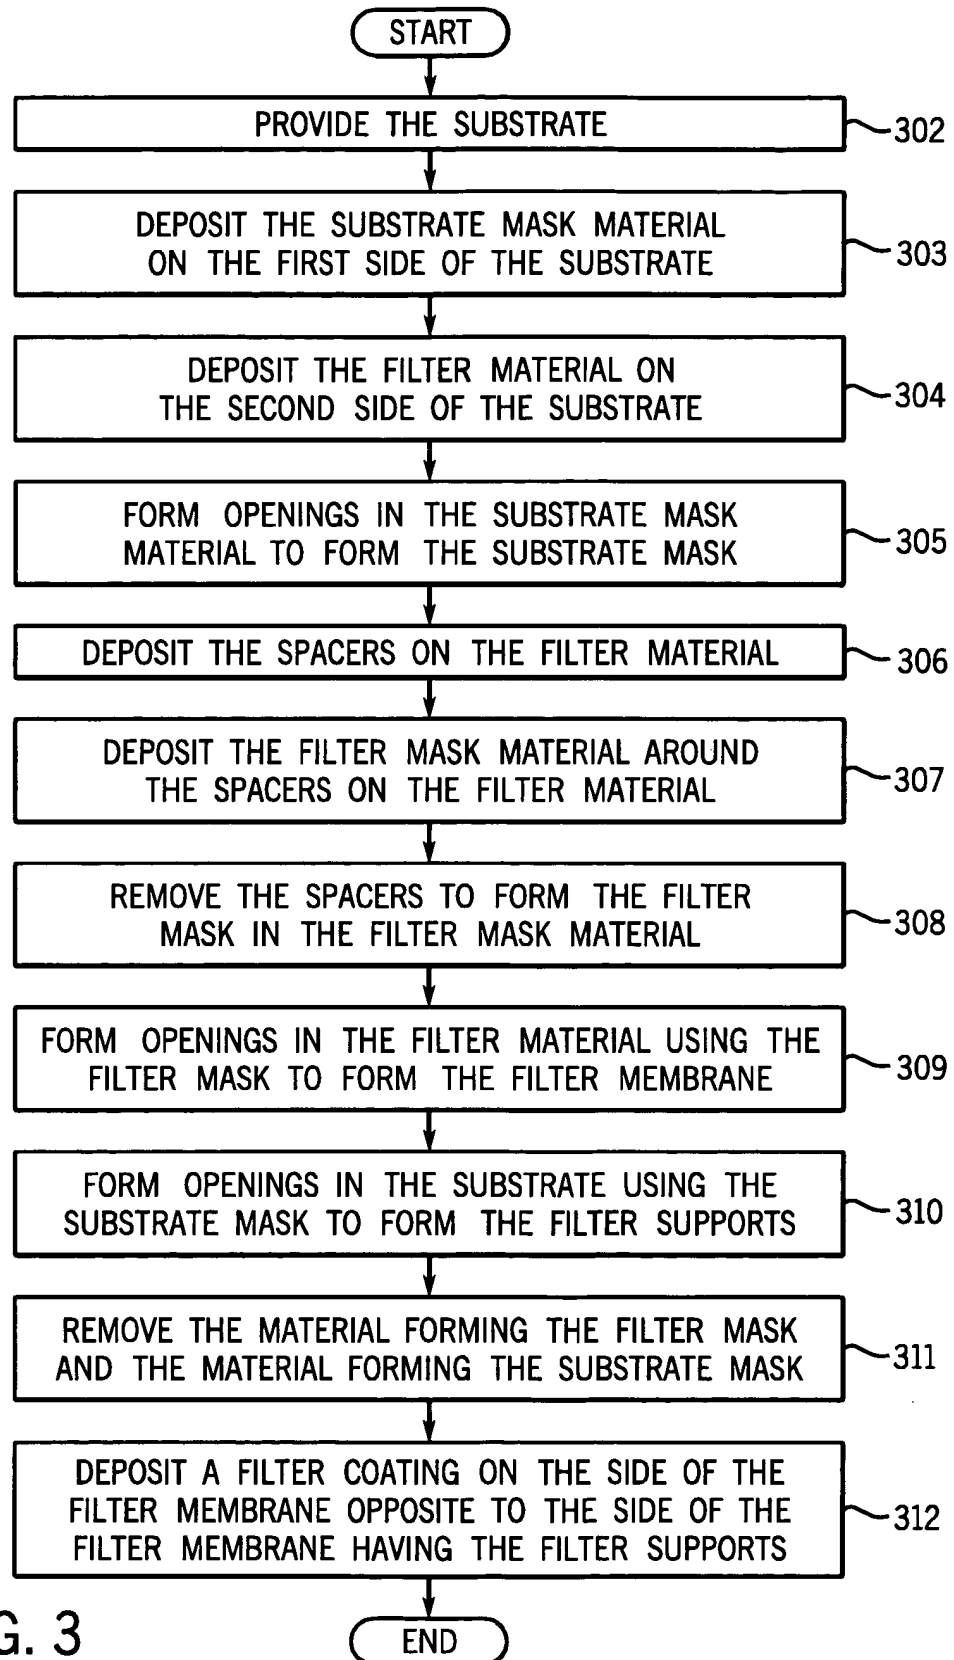 START
PROVIDE THE SUBSTRATE
302
DEPOSIT THE SUBSTRATE MASK MATERIAL
ON THE FIRST SIDE OF THE SUBSTRATE
303
DEPOSIT THE FILTER MATERIAL ON
THE SECOND SIDE OF THE SUBSTRATE
304
FORM OPENINGS IN THE SUBSTRATE MASK
MATERIAL TO FORM THE SUBSTRATE MASK
305
DEPOSIT THE SPACERS ON THE FILTER MATERIAL
306
DEPOSIT THE FILTER MASK MATERIAL AROUND
THE SPACERS ON THE FILTER MATERIAL
307
REMOVE THE SPACERS TO FORM THE FILTER
MASK IN THE FILTER MASK MATERIAL
308
FORM OPENINGS IN THE FILTER MATERIAL USING THE
FILTER MASK TO FORM THE FILTER MEMBRANE
309
FORM OPENINGS IN THE SUBSTRATE USING THE
SUBSTRATE MASK TO FORM THE FILTER SUPPORTS
310
REMOVE THE MATERIAL FORMING THE FILTER MASK
AND THE MATERIAL FORMING THE SUBSTRATE MASK
311
DEPOSIT A FILTER COATING ON THE SIDE OF THE
FILTER MEMBRANE OPPOSITE TO THE SIDE OF THE
FILTER MEMBRANE HAVING THE FILTER SUPPORTS
312
END
G. 3